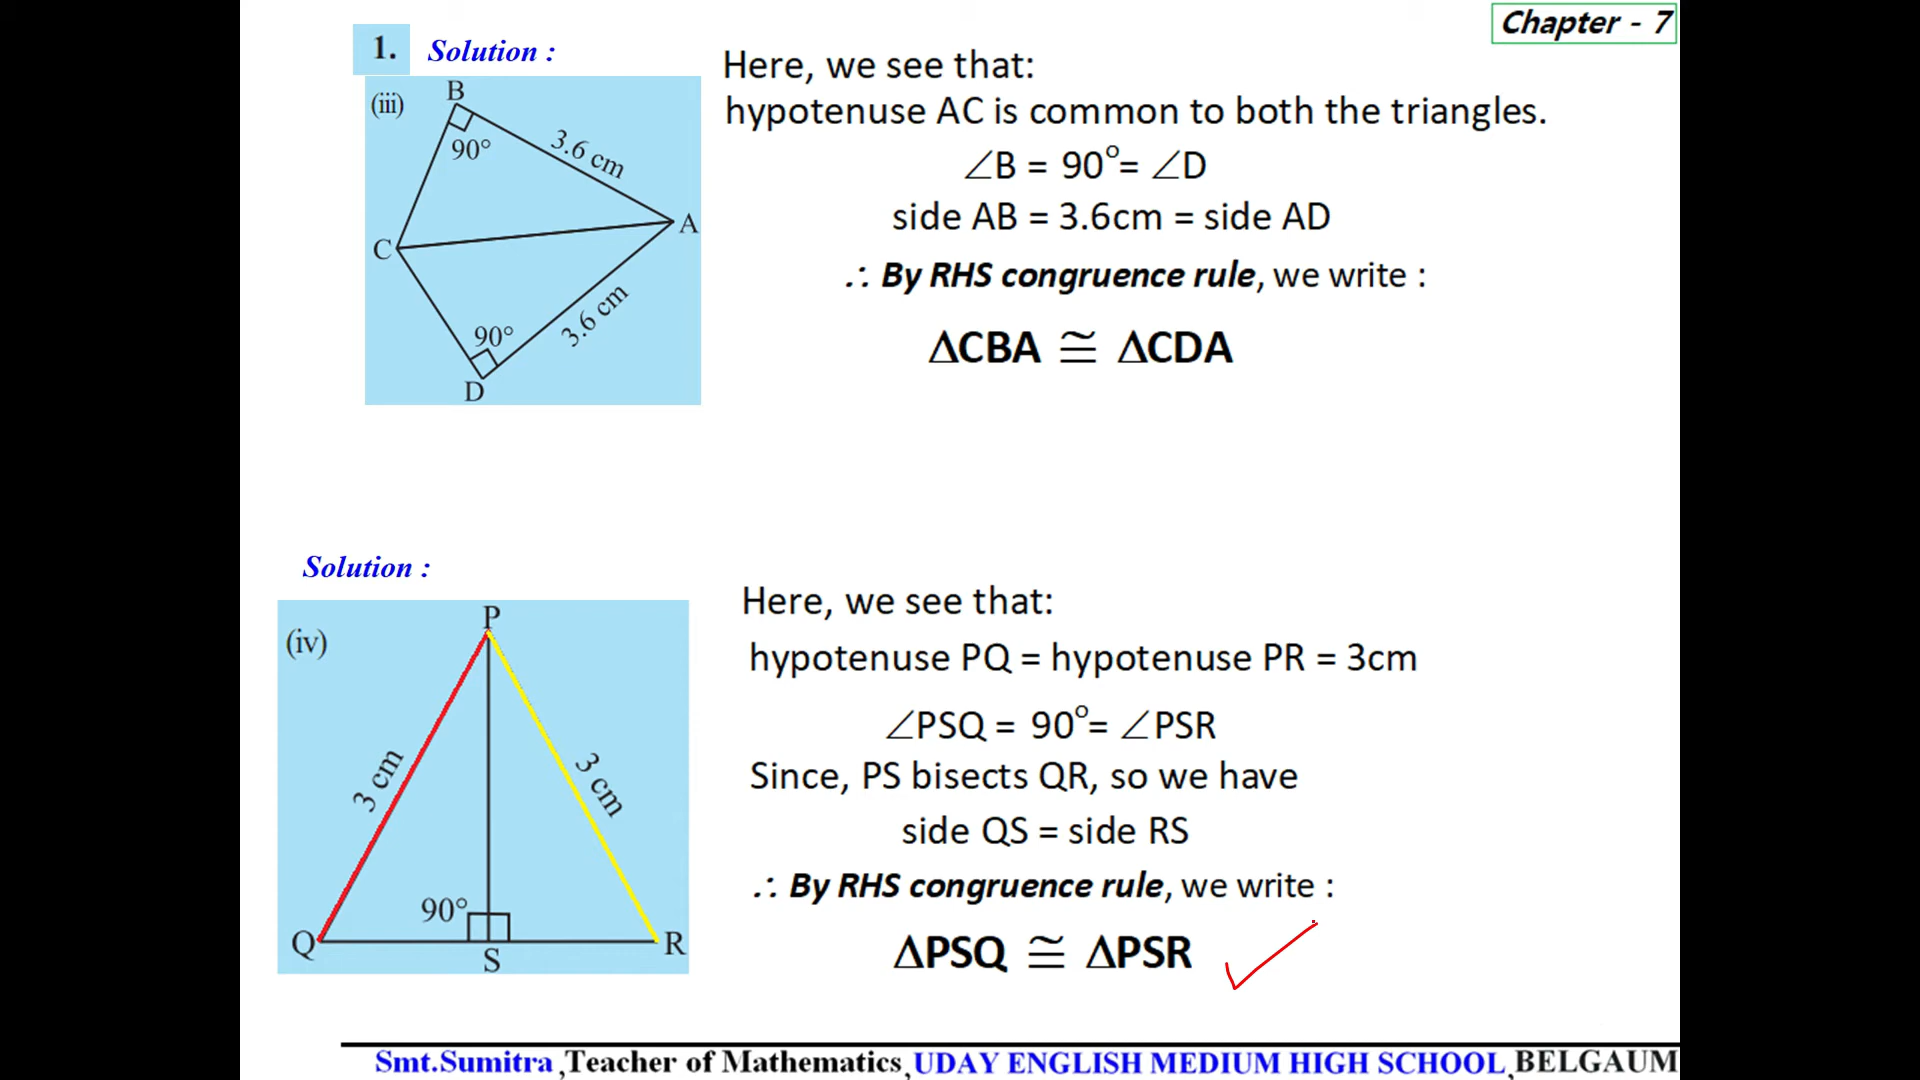 Chapter - 7
1. Solution :
(iii)
B
90°
3.6 cm
A
C
90°
3.6 cm
D
Here, we see that:
hypotenuse AC is common to both the triangles.
∠B = 90°= ∠D
side AB = 3.6cm = side AD
∴ By RHS congruence rule, we write :
ΔCBA ≅ ΔCDA
Solution :
(iv)
P
3 cm
3 cm
90°
Q
S
R
Here, we see that:
hypotenuse PQ = hypotenuse PR = 3cm
∠PSQ = 90°= ∠PSR
Since, PS bisects QR, so we have
side QS = side RS
∴ By RHS congruence rule, we write :
ΔPSQ ≅ ΔPSR
Smt.Sumitra ,Teacher of Mathematics,UDAY ENGLISH MEDIUM HIGH SCHOOL,BELGAUM